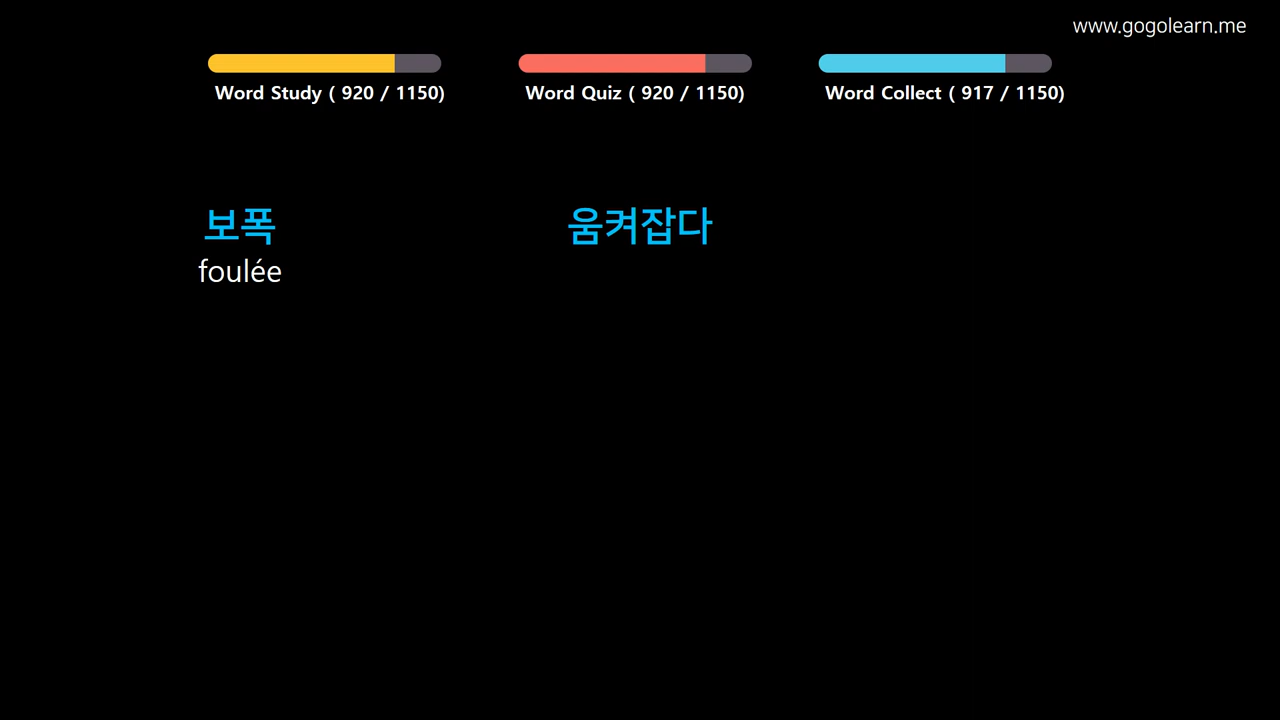 www.gogolearn.me
Word Study ( 920 / 1150)
Word Quiz ( 920 / 1150)
Word Collect ( 917 / 1150)
보폭
움켜잡다
foulée